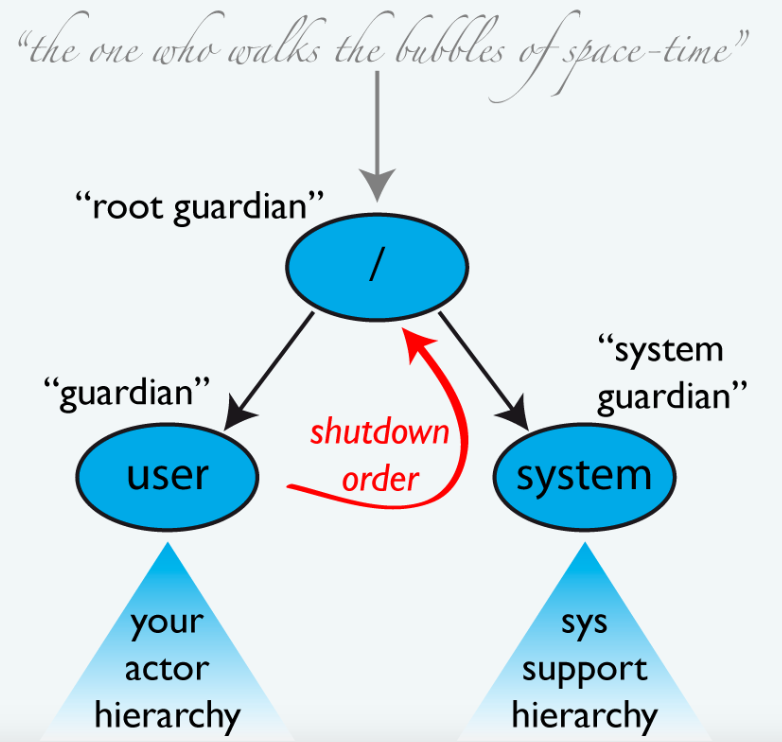 “the one who walks the bubbles of space-time”
“root guardian”
/
“system
guardian”
“guardian”
shutdown
order
user
system
your
actor
hierarchy
sys
support
hierarchy